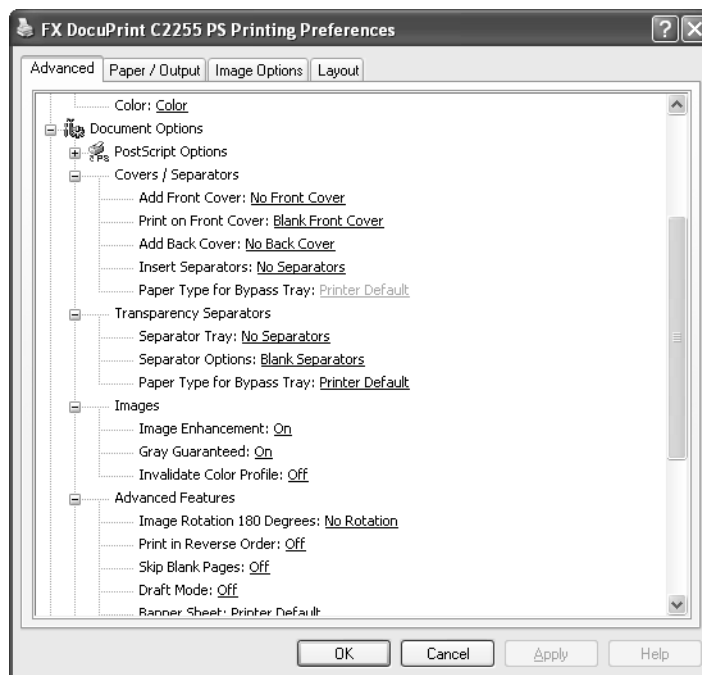 FX DocuPrint C2255 PS Printing Preferences
Advanced Paper / Output Image Options Layout
Color: Color
Document Options
PostScript Options
Covers / Separators
Add Front Cover: No Front Cover
Print on Front Cover: Blank Front Cover
Add Back Cover: No Back Cover
Insert Separators: No Separators
Paper Type for Bypass Tray: Printer Default
Transparency Separators
Separator Tray: No Separators
Separator Options: Blank Separators
Paper Type for Bypass Tray: Printer Default
Images
Image Enhancement: On
Gray Guaranteed: On
Invalidate Color Profile: Off
Advanced Features
Image Rotation 180 Degrees: No Rotation
Print in Reverse Order: Off
Skip Blank Pages: Off
Draft Mode: Off
Banner Sheet: Printer Default
OK Cancel Apply Help